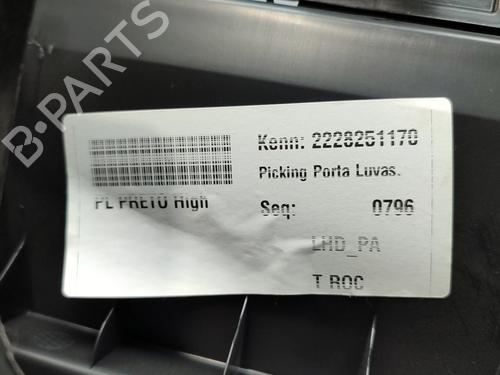 B-PARTS
Kenn: 2228251170
Picking Porta Luvas.
PL PRETO High
Seq: 0796
LHD_PA
T ROC